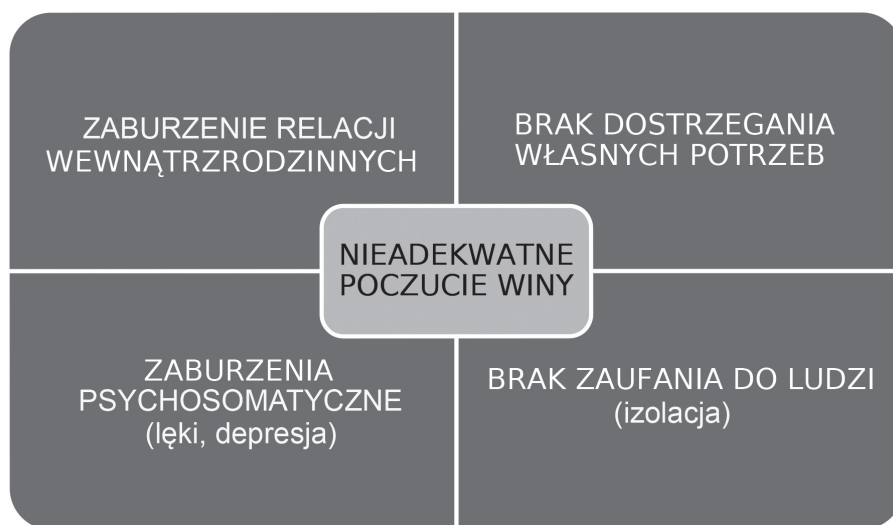 ZABURZENIE RELACJI
WEWNĄTRZRODZINNYCH
BRAK DOSTRZEGANIA
WŁASNYCH POTRZEB
NIEADEKWATNE
POCZUCIE WINY
ZABURZENIA
PSYCHOSOMATYCZNE
(lęki, depresja)
BRAK ZAUFANIA DO LUDZI
(izolacja)